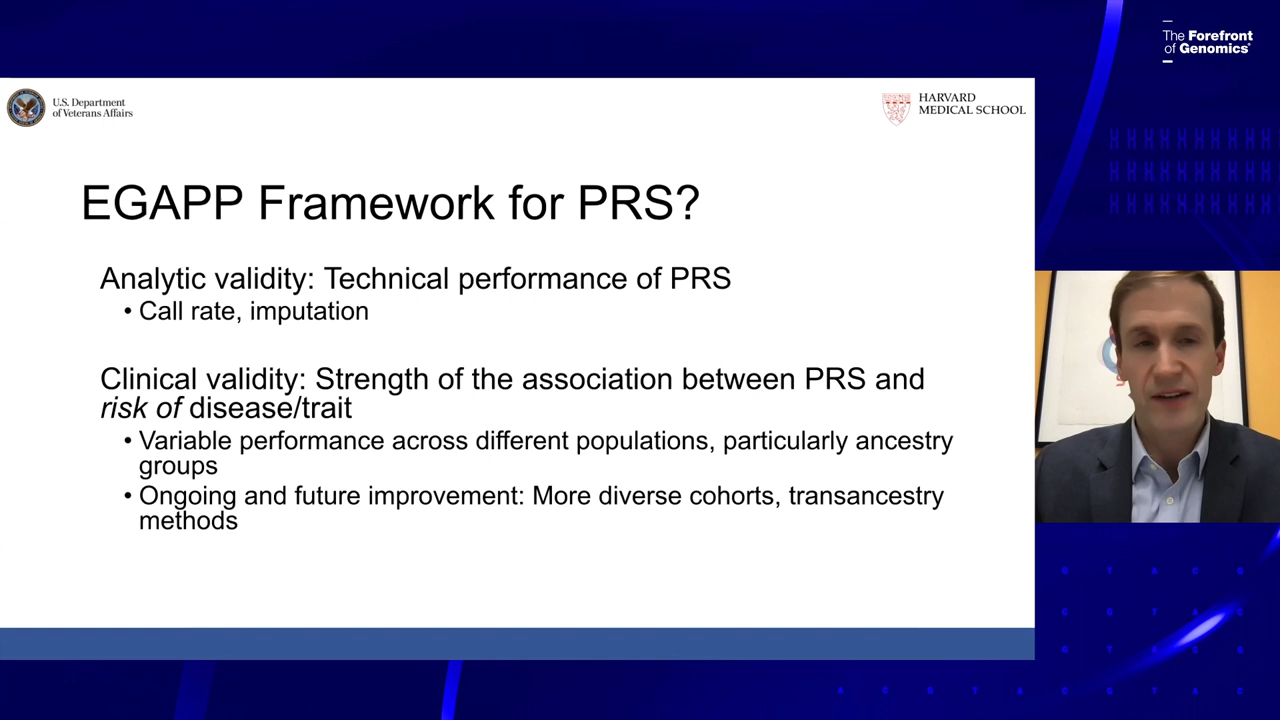 The Forefront
of Genomics®
U.S. Department
of Veterans Affairs
HARVARD
MEDICAL SCHOOL
EGAPP Framework for PRS?
Analytic validity: Technical performance of PRS
• Call rate, imputation
Clinical validity: Strength of the association between PRS and
risk of disease/trait
• Variable performance across different populations, particularly ancestry
groups
• Ongoing and future improvement: More diverse cohorts, transancestry
methods